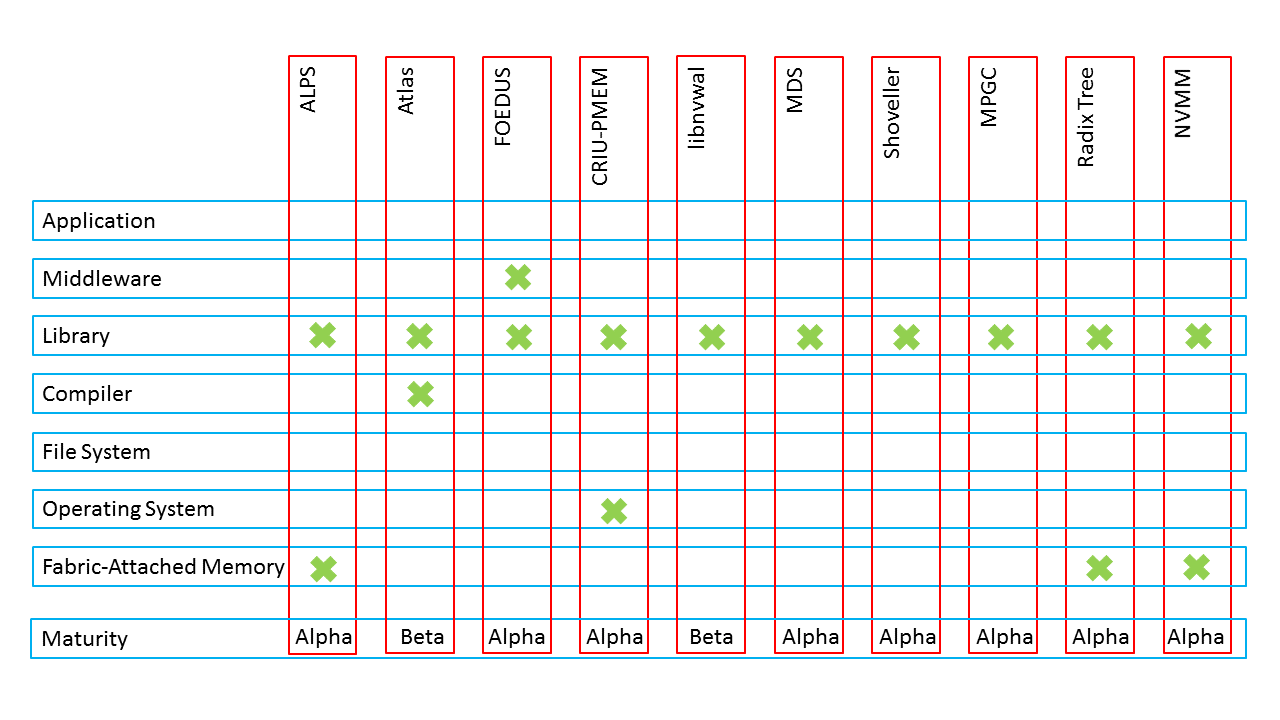 ALPS
Atlas
FOEDUS
CRIU-PMEM
libnvwal
MDS
Shoveller
MPGC
Radix Tree
NVMM
Application
Middleware
Library
Compiler
File System
Operating System
Fabric-Attached Memory
Maturity Alpha Beta Alpha Alpha Beta Alpha Alpha Alpha Alpha Alpha